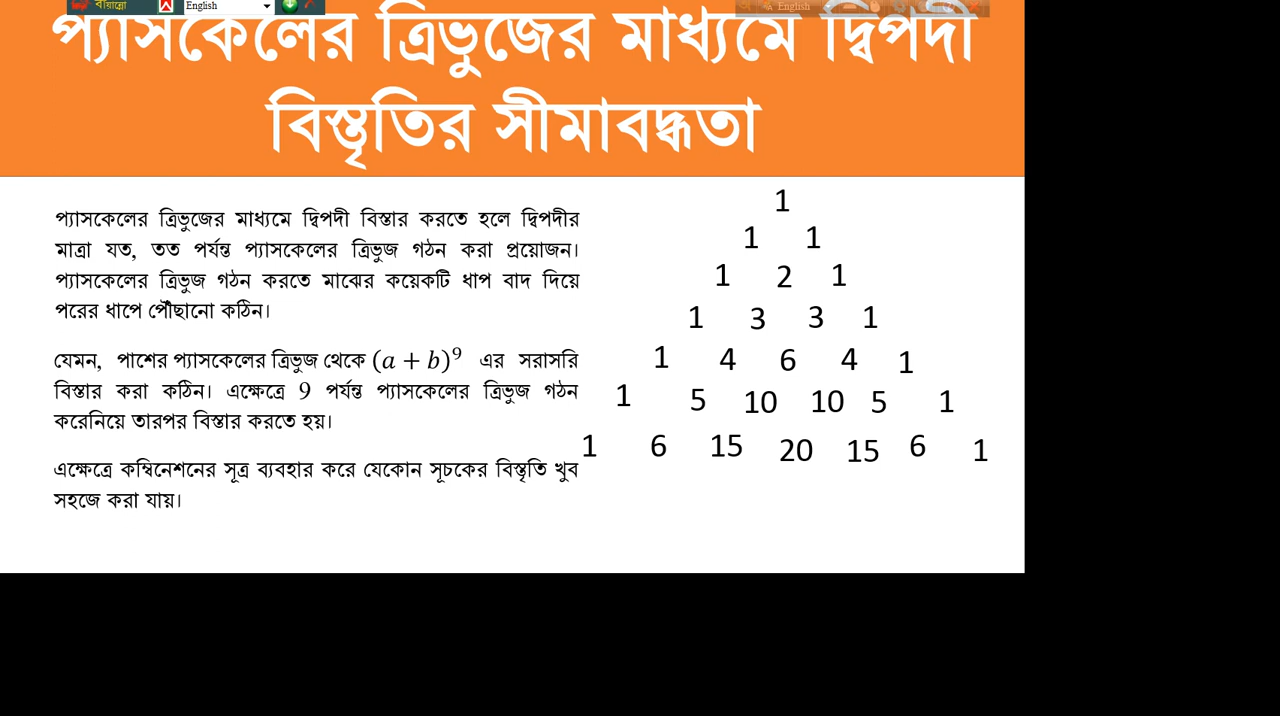 বায়ান্নো
English
English
প্যাসকেলের ত্রিভুজের মাধ্যমে দ্বিপদী
বিস্তৃতির সীমাবদ্ধতা
প্যাসকেলের ত্রিভুজের মাধ্যমে দ্বিপদী বিস্তার করতে হলে দ্বিপদীর
মাত্রা যত, তত পর্যন্ত প্যাসকেলের ত্রিভুজ গঠন করা প্রয়োজন।
প্যাসকেলের ত্রিভুজ গঠন করতে মাঝের কয়েকটি ধাপ বাদ দিয়ে
পরের ধাপে পৌঁছানো কঠিন।
যেমন, পাশের প্যাসকেলের ত্রিভুজ থেকে (a + b)⁹ এর সরাসরি
বিস্তার করা কঠিন। এক্ষেত্রে 9 পর্যন্ত প্যাসকেলের ত্রিভুজ গঠন
করেনিয়ে তারপর বিস্তার করতে হয়।
এক্ষেত্রে কম্বিনেশনের সূত্র ব্যবহার করে যেকোন সূচকের বিস্তৃতি খুব
সহজে করা যায়।
1
1 1
1 2 1
1 3 3 1
1 4 6 4 1
1 5 10 10 5 1
1 6 15 20 15 6 1